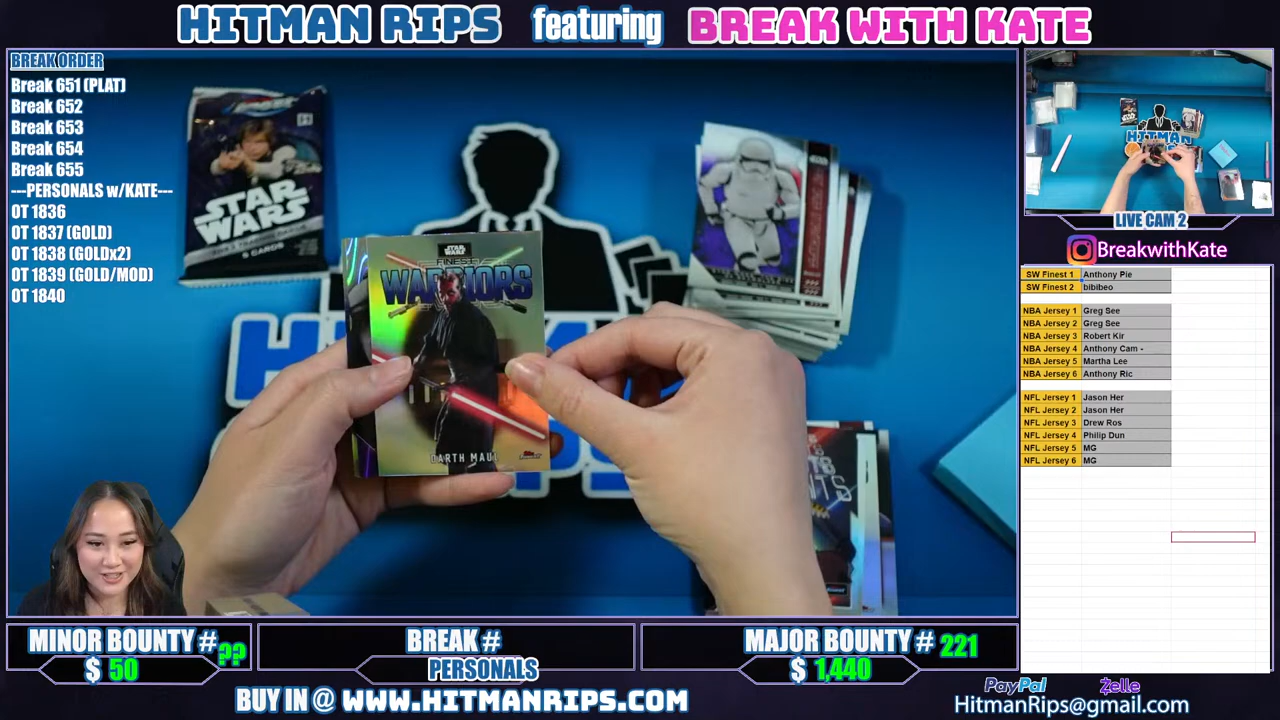 HITMAN RIPS featuring BREAK WITH KATE
BREAK ORDER
Break 651 (PLAT)
Break 652
Break 653
Break 654
Break 655
---PERSONALS w/KATE---
OT 1836
OT 1837 (GOLD)
OT 1838 (GOLDx2)
OT 1839 (GOLD/MOD)
OT 1840
STAR
WARS
STAR
WARS
FINEST
WARRIORS
DARTH MAUL
HITMAN
LIVE CAM 2
BreakwithKate
SW Finest 1 Anthony Pie
SW Finest 2 bibibeo
NBA Jersey 1 Greg See
NBA Jersey 2 Greg See
NBA Jersey 3 Robert Kir
NBA Jersey 4 Anthony Cam -
NBA Jersey 5 Martha Lee
NBA Jersey 6 Anthony Ric
NFL Jersey 1 Jason Her
NFL Jersey 2 Jason Her
NFL Jersey 3 Drew Ros
NFL Jersey 4 Philip Dun
NFL Jersey 5 MG
NFL Jersey 6 MG
MINOR BOUNTY # ??
$ 50
BREAK #
PERSONALS
MAJOR BOUNTY # 221
$ 1,440
BUY IN @ WWW.HITMANRIPS.COM
PayPal Zelle
HitmanRips@gmail.com